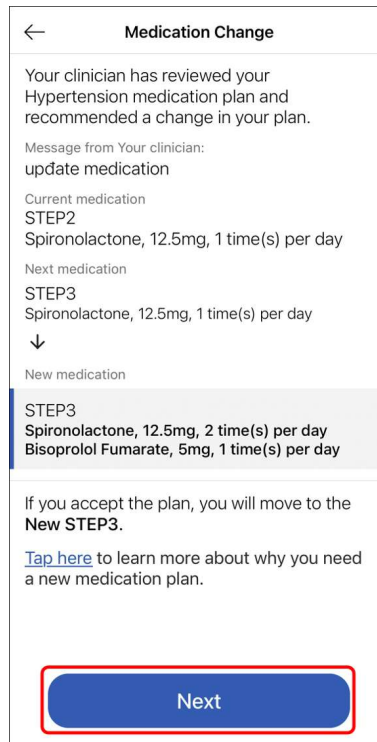 Medication Change
Your clinician has reviewed your
Hypertension medication plan and
recommended a change in your plan.
Message from Your clinician:
update medication
Current medication
STEP2
Spironolactone, 12.5mg, 1 time(s) per day
Next medication
STEP3
Spironolactone, 12.5mg, 1 time(s) per day
New medication
STEP3
Spironolactone, 12.5mg, 2 time(s) per day
Bisoprolol Fumarate, 5mg, 1 time(s) per day
If you accept the plan, you will move to the
New STEP3.
Tap here to learn more about why you need
a new medication plan.
Next